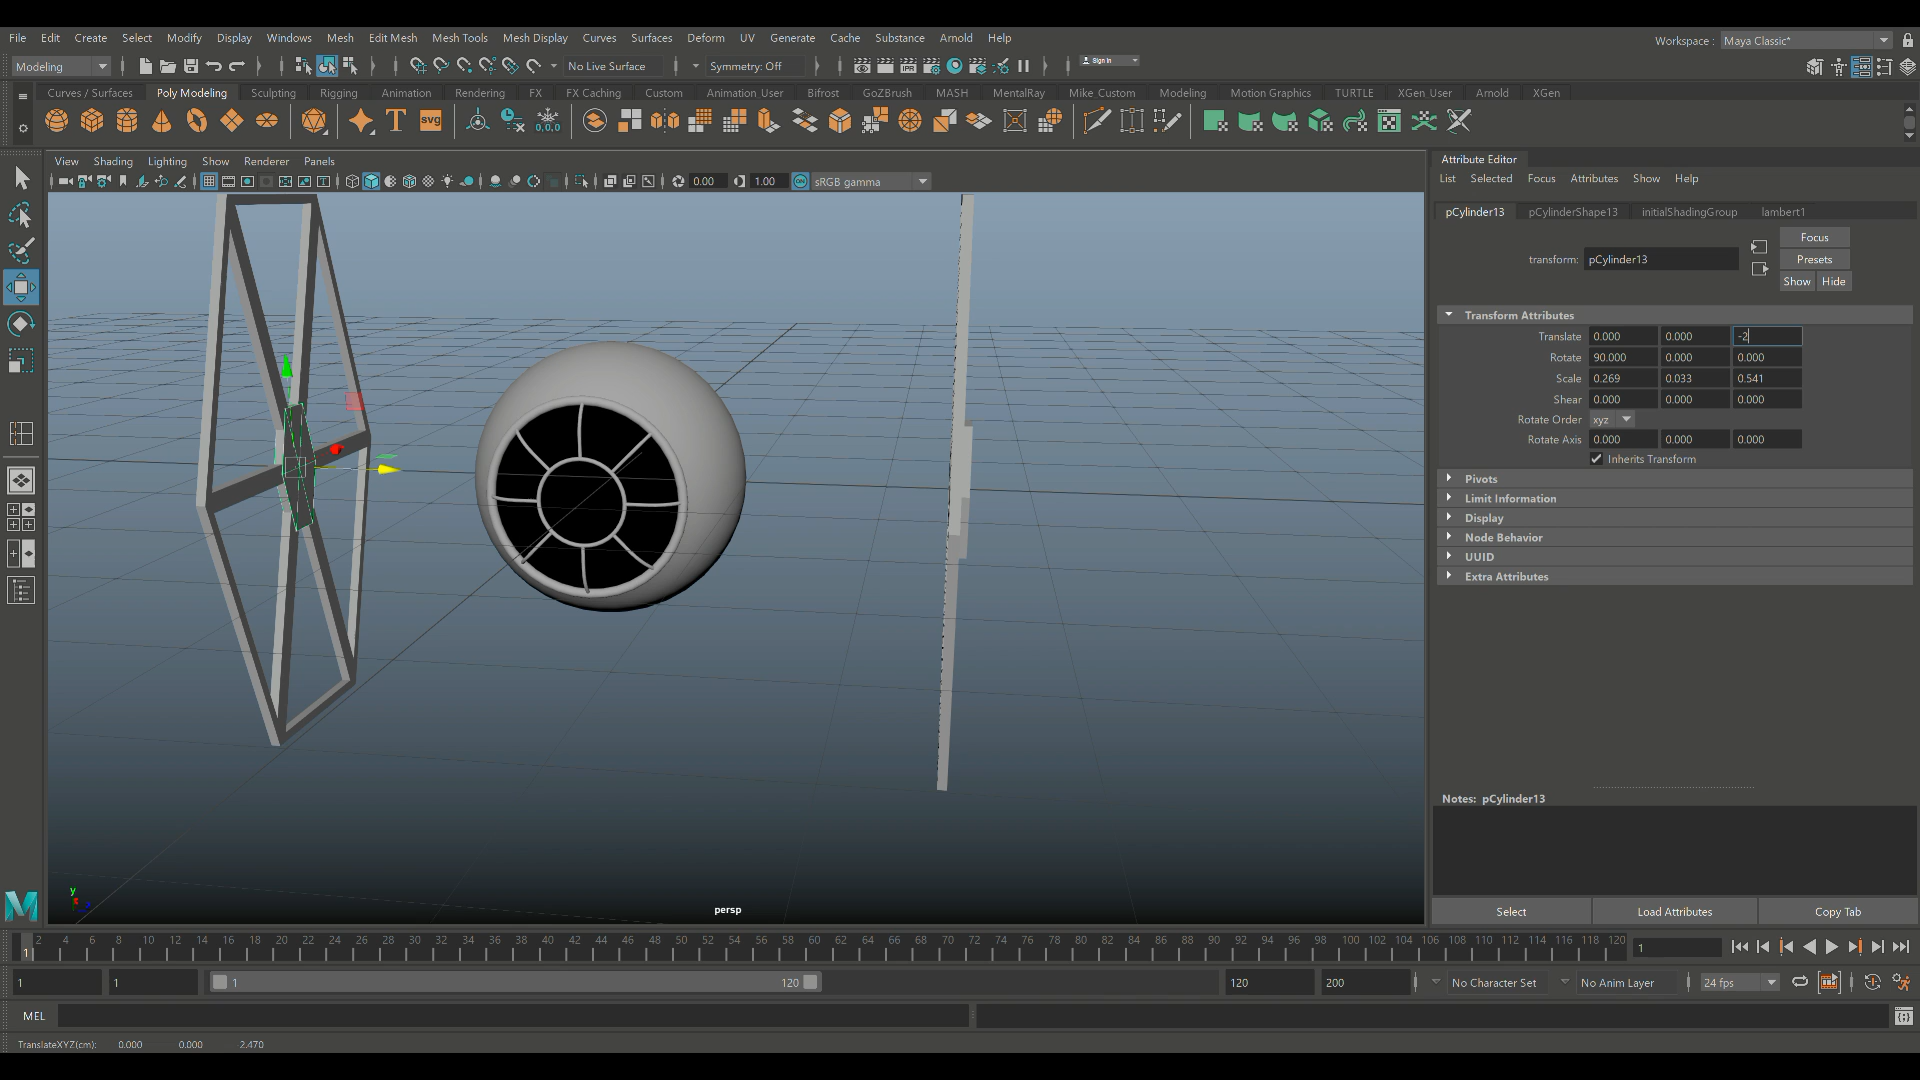 File Edit Create Select Modify Display Windows Mesh Edit Mesh Mesh Tools Mesh Display Curves Surfaces Deform UV Generate Cache Substance Arnold Help
Workspace : Maya Classic*
Modeling No Live Surface Symmetry: Off Sign In
Curves / Surfaces Poly Modeling Sculpting Rigging Animation Rendering FX FX Caching Custom Animation_User Bifrost GoZBrush MASH MentalRay Mike_Custom Modeling Motion Graphics TURTLE XGen_User Arnold XGen
T svg 0,0,0
View Shading Lighting Show Renderer Panels
0.00 1.00 ON sRGB gamma
Attribute Editor
List Selected Focus Attributes Show Help
pCylinder13 pCylinderShape13 initialShadingGroup lambert1
transform: pCylinder13
Focus
Presets
Show Hide
Transform Attributes
Translate 0.000 0.000 -2
Rotate 90.000 0.000 0.000
Scale 0.269 0.033 0.541
Shear 0.000 0.000 0.000
Rotate Order xyz
Rotate Axis 0.000 0.000 0.000
Inherits Transform
Pivots
Limit Information
Display
Node Behavior
UUID
Extra Attributes
Notes: pCylinder13
y
persp
Select Load Attributes Copy Tab
1 2 4 6 8 10 12 14 16 18 20 22 24 26 28 30 32 34 36 38 40 42 44 46 48 50 52 54 56 58 60 62 64 66 68 70 72 74 76 78 80 82 84 86 88 90 92 94 96 98 100 102 104 106 108 110 112 114 116 118 120 1
1 1 1 120 120 200 No Character Set No Anim Layer 24 fps
MEL
TranslateXYZ(cm): 0.000 0.000 2.470